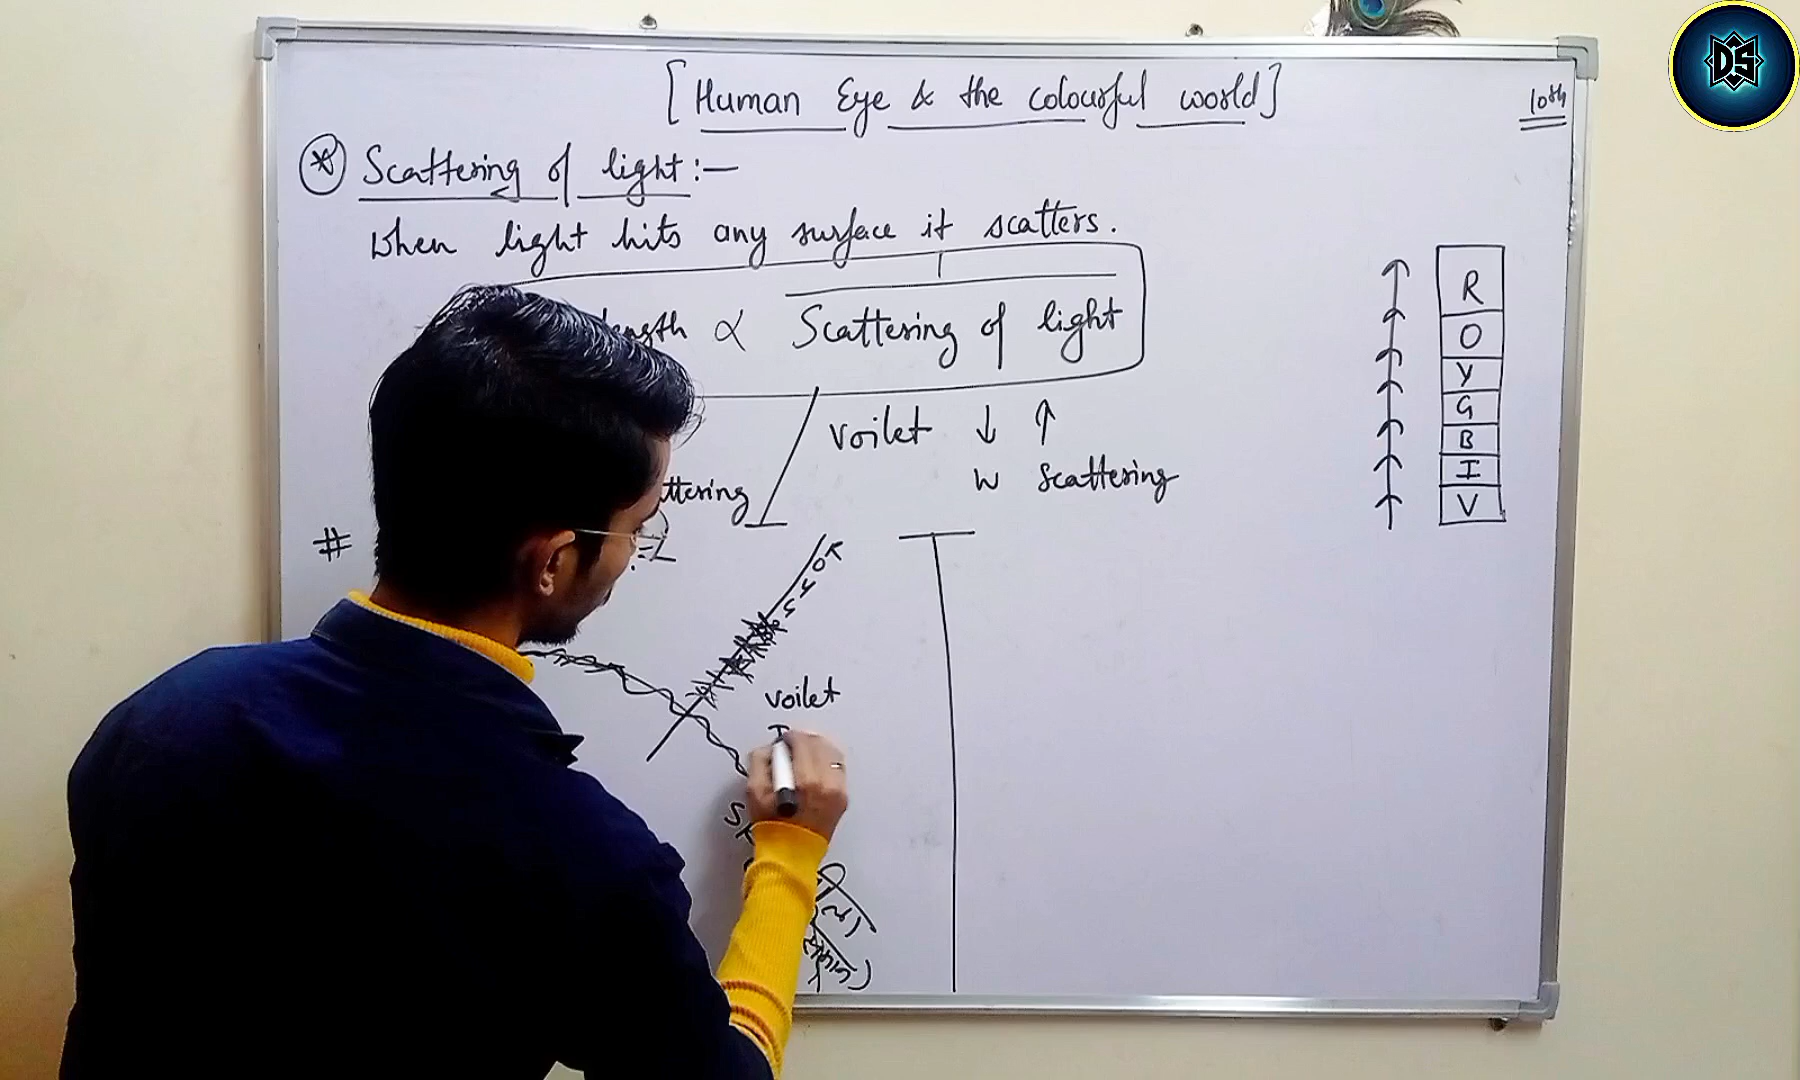 [Human Eye & the colourful world]
10th
Scattering of light:-
when light hits any surface it scatters.
length ∝ Scattering of light
voilet ↓ ↑
W Scattering
ttering
#
R
O
Y
G
B
I
V
R
O
Y
voilet
I
DS